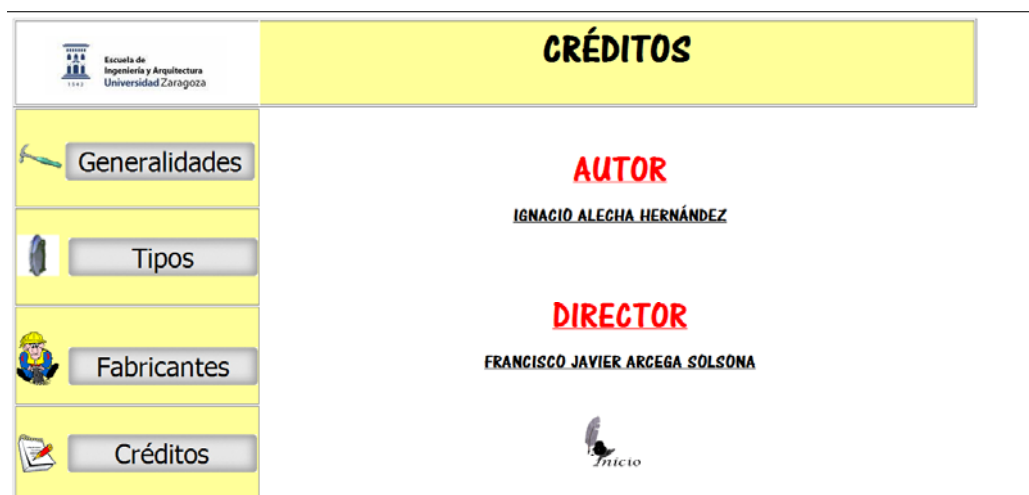 Escuela de
Ingeniería y Arquitectura
Universidad Zaragoza
1542
CRÉDITOS
Generalidades
Tipos
Fabricantes
Créditos
AUTOR
IGNACIO ALECHA HERNÁNDEZ
DIRECTOR
FRANCISCO JAVIER ARCEGA SOLSONA
Inicio